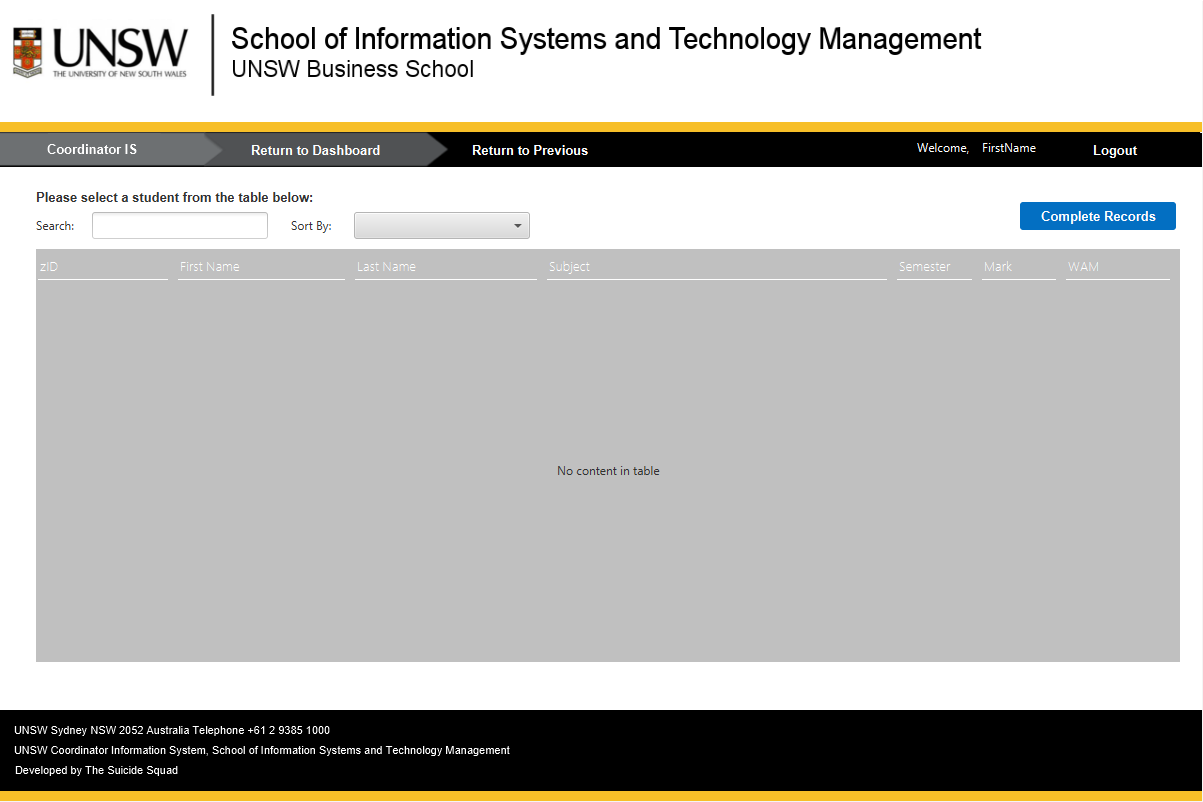 UNSW
THE UNIVERSITY OF NEW SOUTH WALES
School of Information Systems and Technology Management
UNSW Business School
Coordinator IS
Return to Dashboard
Return to Previous
Welcome, FirstName
Logout
Please select a student from the table below:
Search:
Sort By:
Complete Records
zID
First Name
Last Name
Subject
Semester
Mark
WAM
No content in table
UNSW Sydney NSW 2052 Australia Telephone +61 2 9385 1000
UNSW Coordinator Information System, School of Information Systems and Technology Management
Developed by The Suicide Squad